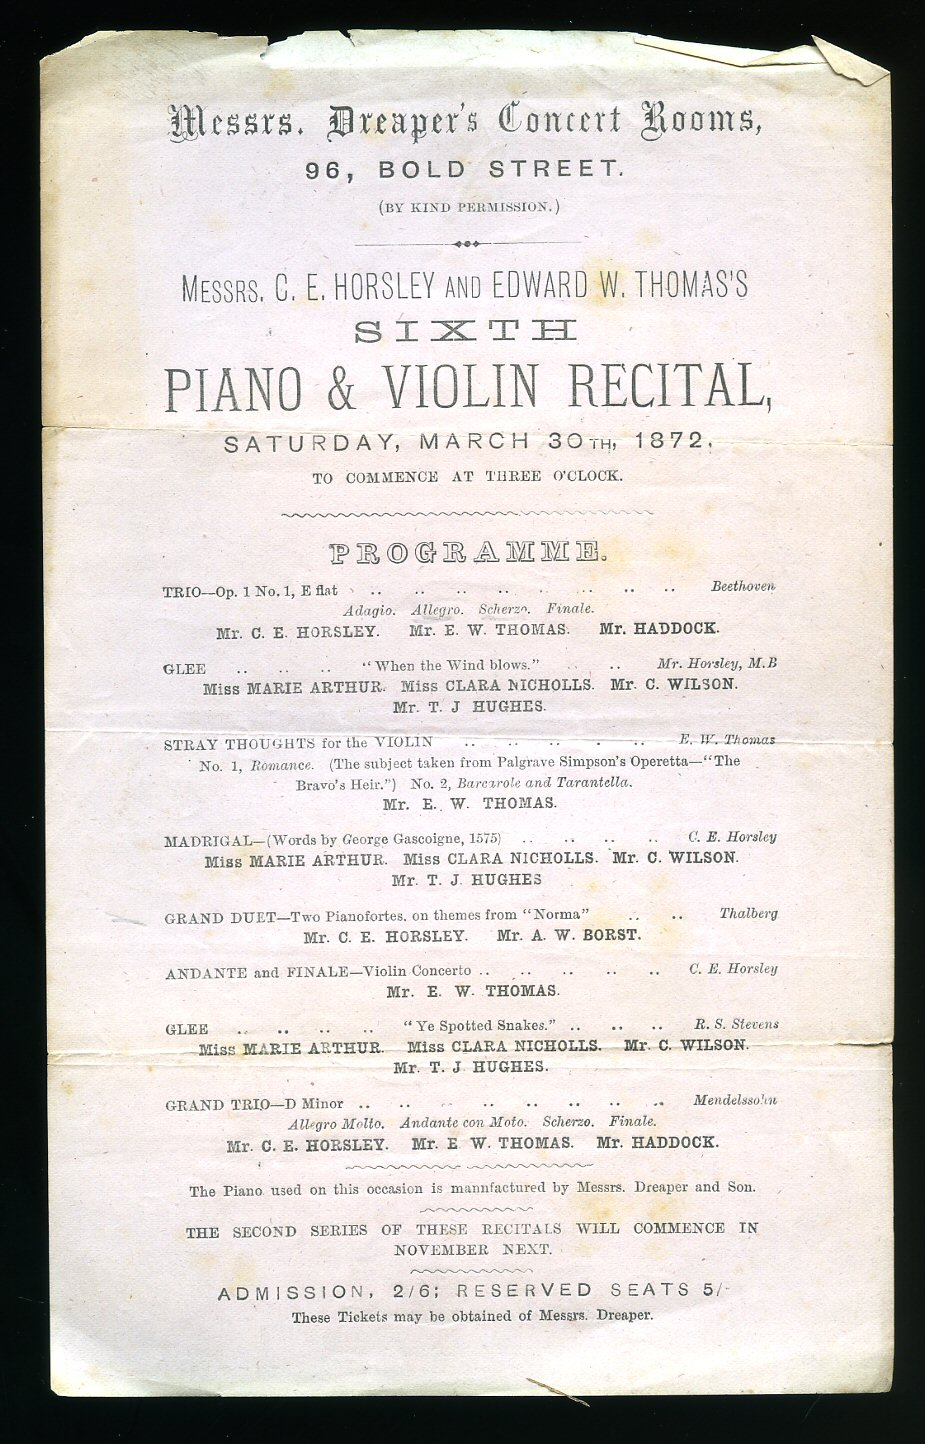 Messrs. Dreaper's Concert Rooms,
96, BOLD STREET.
(BY KIND PERMISSION.)
MESSRS. C. E. HORSLEY AND EDWARD W. THOMAS'S
SIXTH
PIANO & VIOLIN RECITAL,
SATURDAY, MARCH 30TH, 1872.
TO COMMENCE AT THREE O'CLOCK.
PROGRAMME.
TRIO—Op. 1 No. 1, E flat .. .. .. .. .. .. .. .. Beethoven
Adagio. Allegro. Scherzo. Finale.
Mr. C. E. HORSLEY. Mr. E. W. THOMAS. Mr. HADDOCK.
GLEE .. .. .. "When the Wind blows." .. .. Mr. Horsley, M.B
Miss MARIE ARTHUR. Miss CLARA NICHOLLS. Mr. C. WILSON.
Mr. T. J HUGHES.
STRAY THOUGHTS for the VIOLIN .. .. .. .. .. E. W. Thomas
No. 1, Romance. (The subject taken from Palgrave Simpson's Operetta—"The
Bravo's Heir.") No. 2, Barcarole and Tarantella.
Mr. E. W. THOMAS.
MADRIGAL—(Words by George Gascoigne, 1575) .. .. .. .. C. E. Horsley
Miss MARIE ARTHUR. Miss CLARA NICHOLLS. Mr. C. WILSON.
Mr. T. J HUGHES
GRAND DUET—Two Pianofortes. on themes from "Norma" .. .. Thalberg
Mr. C. E. HORSLEY. Mr. A. W. BORST.
ANDANTE and FINALE—Violin Concerto .. .. .. .. .. C. E. Horsley
Mr. E. W. THOMAS.
GLEE .. .. .. .. "Ye Spotted Snakes." .. .. .. R. S. Stevens
Miss MARIE ARTHUR. Miss CLARA NICHOLLS. Mr. C. WILSON.
Mr. T. J HUGHES.
GRAND TRIO—D Minor .. .. .. .. .. .. .. .. Mendelssohn
Allegro Molto. Andante con Moto. Scherzo. Finale.
Mr. C. E. HORSLEY. Mr. E W. THOMAS. Mr. HADDOCK.
The Piano used on this occasion is mannfactured by Messrs. Dreaper and Son.
THE SECOND SERIES OF THESE RECITALS WILL COMMENCE IN
NOVEMBER NEXT.
ADMISSION, 2/6; RESERVED SEATS 5/-
These Tickets may be obtained of Messrs. Dreaper.